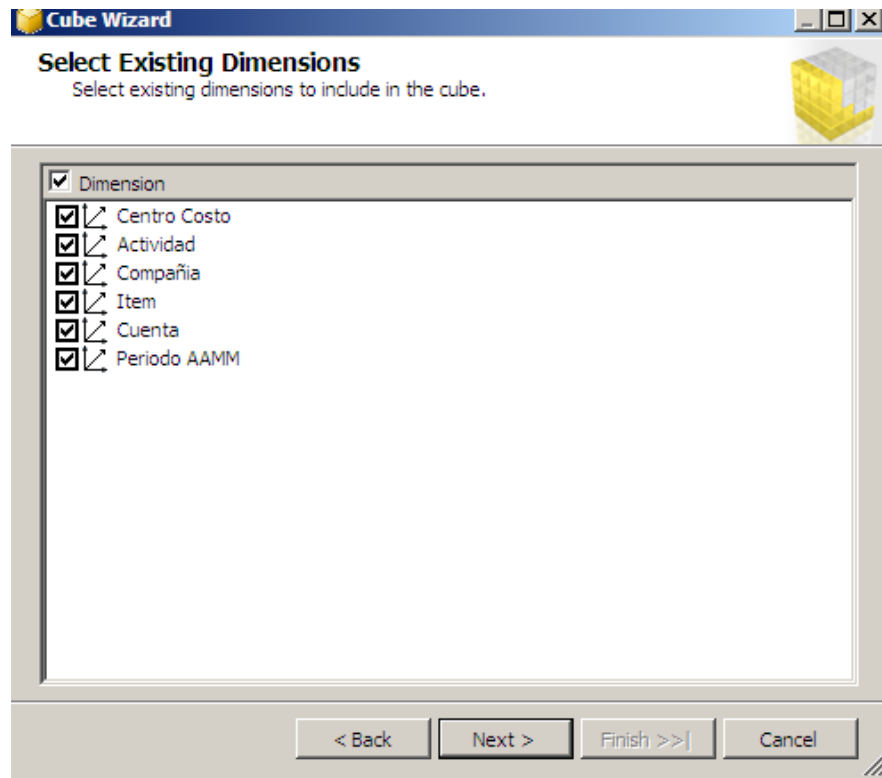 Cube Wizard
Select Existing Dimensions
Select existing dimensions to include in the cube.
Dimension
Centro Costo
Actividad
Compañia
Item
Cuenta
Periodo AAMM
< Back Next > Finish >>| Cancel